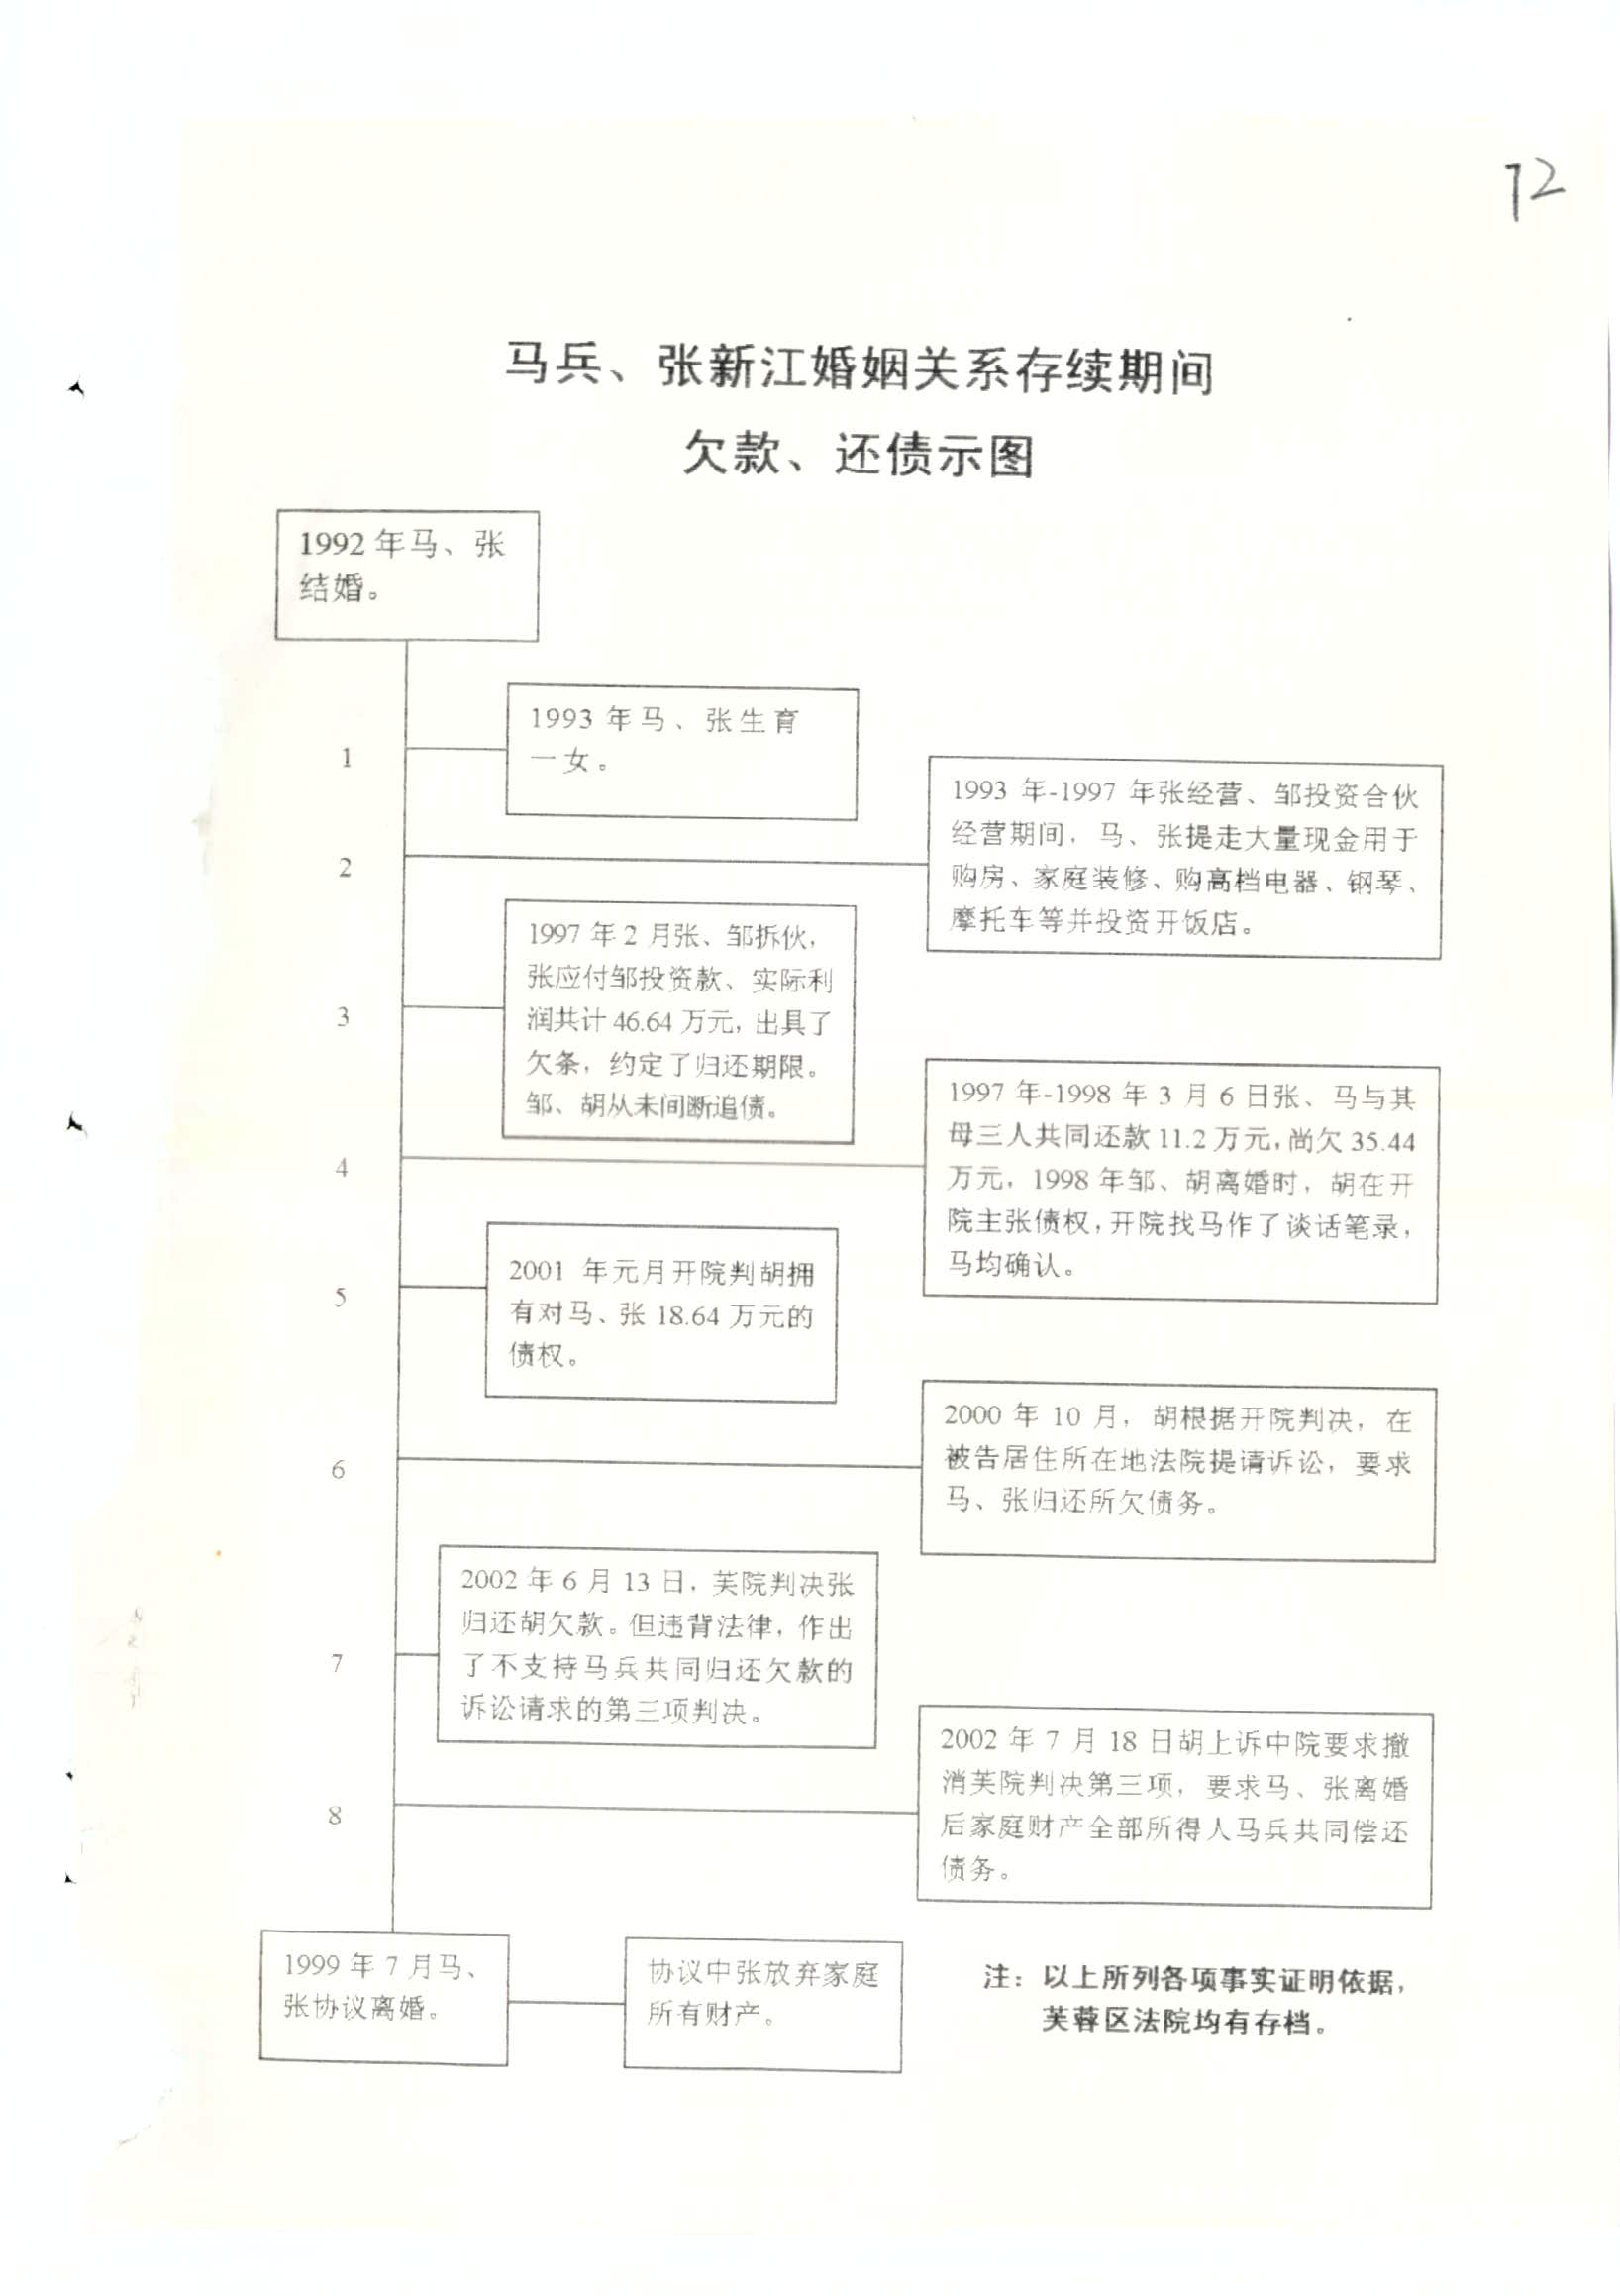 72
马兵、张新江婚姻关系存续期间
欠款、还债示图
1992 年马、张
结婚。
1
1993 年马、张生育
一女。
2
1993 年-1997 年张经营、邹投资合伙
经营期间，马、张提走大量现金用于
购房、家庭装修、购高档电器、钢琴、
摩托车等并投资开饭店。
3
1997 年 2 月张、邹拆伙，
张应付邹投资款、实际利
润共计 46.64 万元，出具了
欠条，约定了归还期限。
邹、胡从未间断追债。
4
1997 年-1998 年 3 月 6 日张、马与其
母三人共同还款 11.2 万元，尚欠 35.44
万元，1998 年邹、胡离婚时，胡在开
院主张债权，开院找马作了谈话笔录，
马均确认。
5
2001 年元月开院判胡拥
有对马、张 18.64 万元的
债权。
6
2000 年 10 月，胡根据开院判决，在
被告居住所在地法院提请诉讼，要求
马、张归还所欠债务。
7
2002 年 6 月 13 日，芙院判决张
归还胡欠款。但违背法律，作出
了不支持马兵共同归还欠款的
诉讼请求的第三项判决。
8
2002 年 7 月 18 日胡上诉中院要求撤
消芙院判决第三项，要求马、张离婚
后家庭财产全部所得人马兵共同偿还
债务。
1999 年 7 月马、
张协议离婚。
协议中张放弃家庭
所有财产。
注：以上所列各项事实证明依据，
芙蓉区法院均有存档。